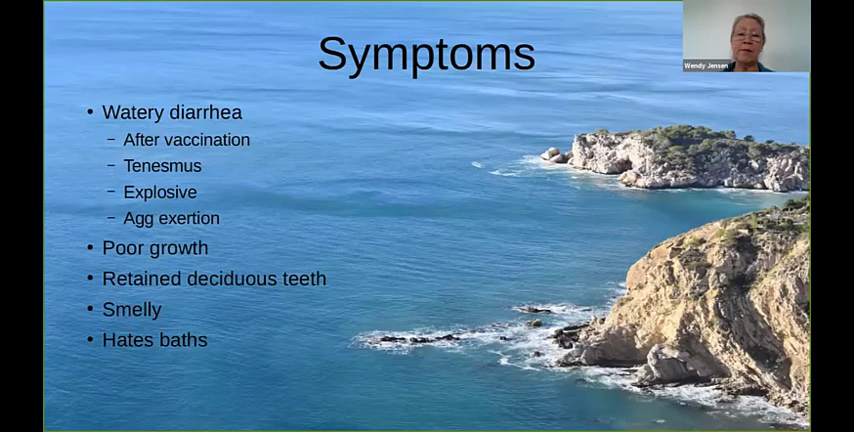 Symptoms
Wendy Jensen
• Watery diarrhea
– After vaccination
– Tenesmus
– Explosive
– Agg exertion
• Poor growth
• Retained deciduous teeth
• Smelly
• Hates baths